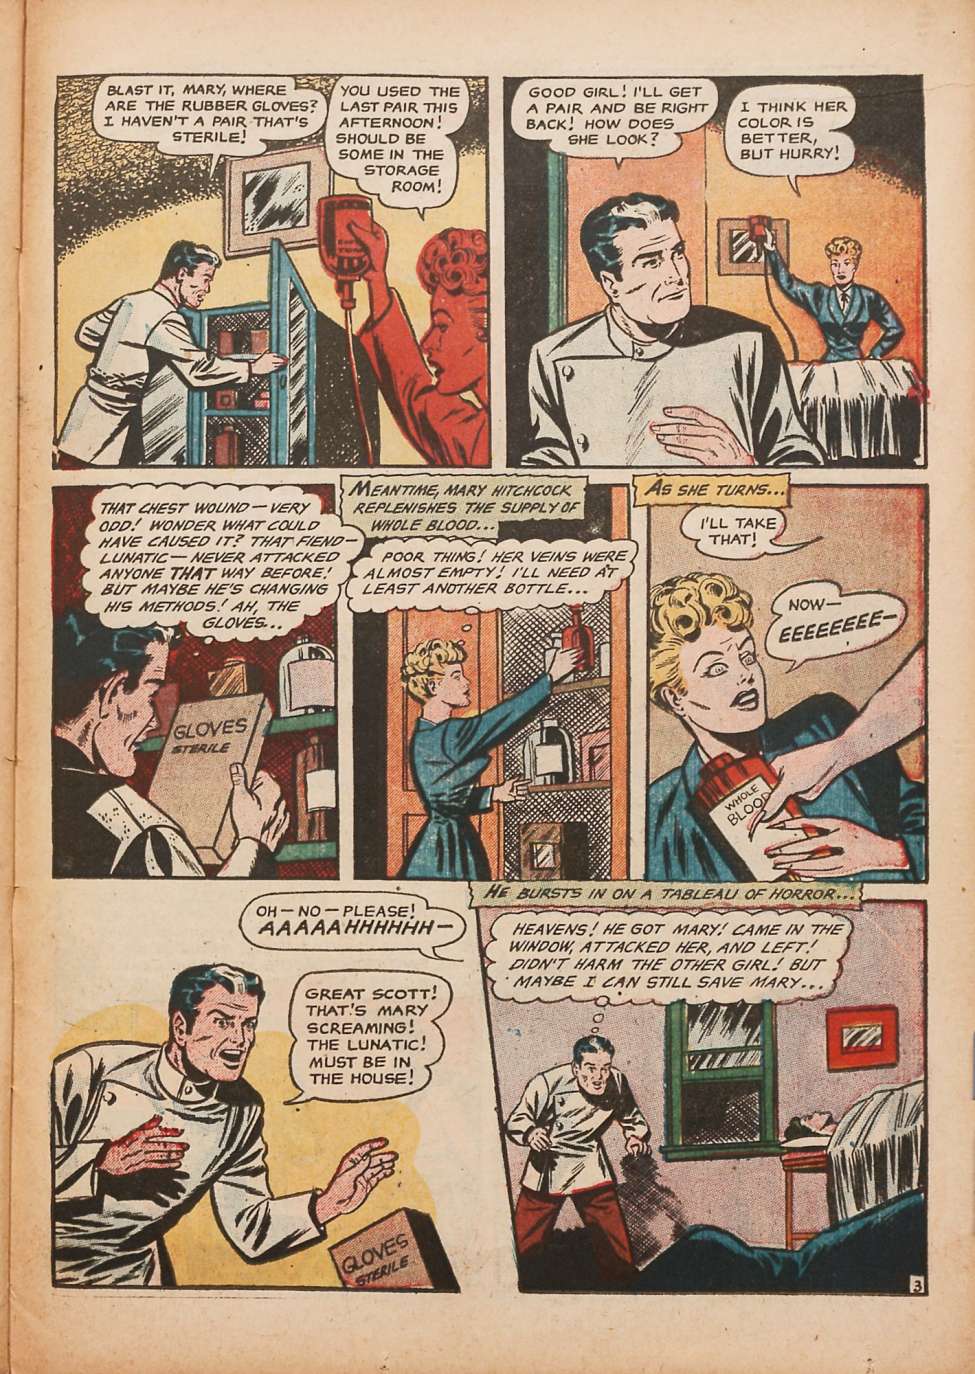 BLAST IT, MARY, WHERE
ARE THE RUBBER GLOVES?
I HAVEN'T A PAIR THAT'S
STERILE!
YOU USED THE
LAST PAIR THIS
AFTERNOON!
SHOULD BE
SOME IN THE
STORAGE
ROOM!
GOOD GIRL! I'LL GET
A PAIR AND BE RIGHT
BACK! HOW DOES
SHE LOOK?
I THINK HER
COLOR IS
BETTER,
BUT HURRY!
THAT CHEST WOUND—VERY
ODD! WONDER WHAT COULD
HAVE CAUSED IT? THAT FIEND—
LUNATIC—NEVER ATTACKED
ANYONE THAT WAY BEFORE!
BUT MAYBE HE'S CHANGING
HIS METHODS! AH, THE
GLOVES...
GLOVES
STERILE
MEANTIME, MARY HITCHCOCK
REPLENISHES THE SUPPLY OF
WHOLE BLOOD...
POOR THING! HER VEINS WERE
ALMOST EMPTY! I'LL NEED AT
LEAST ANOTHER BOTTLE...
AS SHE TURNS...
I'LL TAKE
THAT!
NOW—
EEEEEEEE—
WHOLE
BLOOD
OH—NO—PLEASE!
AAAAAHHHHHH—
GREAT SCOTT!
THAT'S MARY
SCREAMING!
THE LUNATIC!
MUST BE IN
THE HOUSE!
GLOVES
STERILE
HE BURSTS IN ON A TABLEAU OF HORROR...
HEAVENS! HE GOT MARY! CAME IN THE
WINDOW, ATTACKED HER, AND LEFT!
DIDN'T HARM THE OTHER GIRL! BUT
MAYBE I CAN STILL SAVE MARY...
3